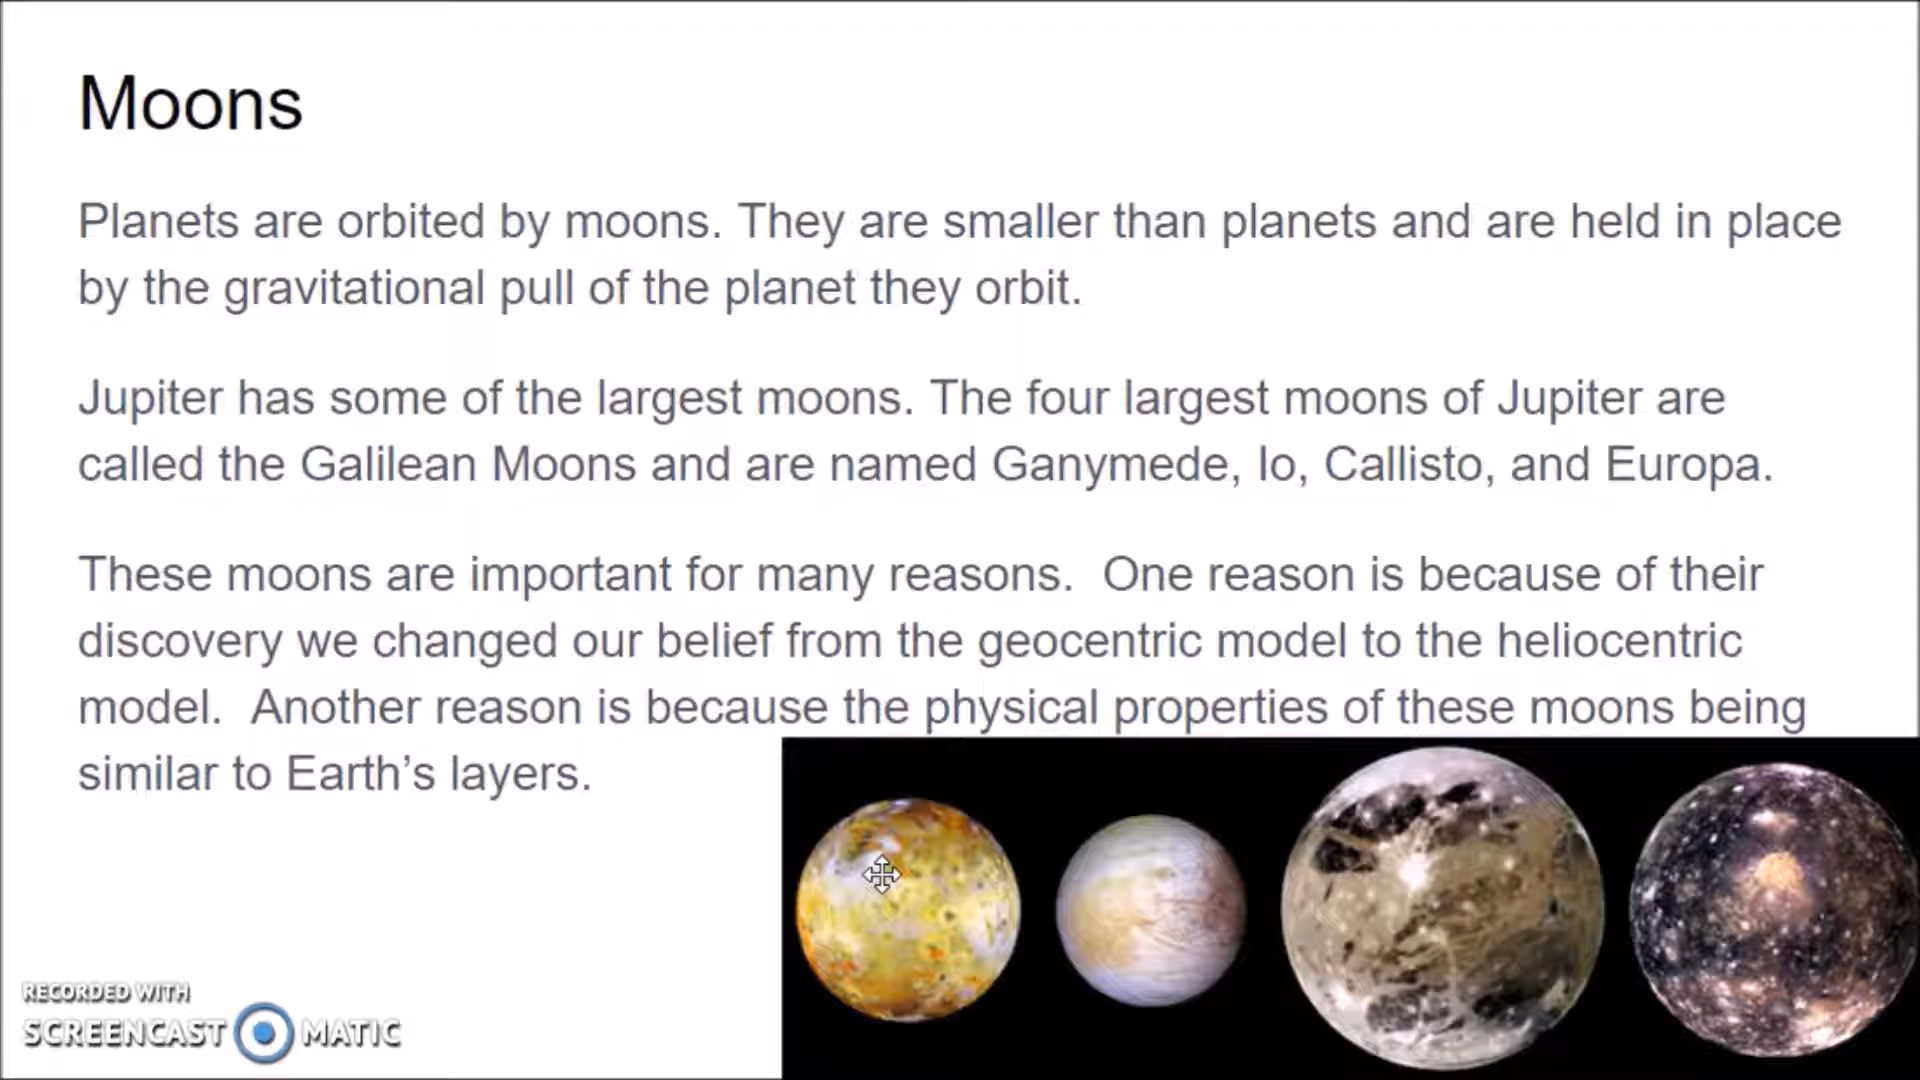 Moons
Planets are orbited by moons. They are smaller than planets and are held in place
by the gravitational pull of the planet they orbit.
Jupiter has some of the largest moons. The four largest moons of Jupiter are
called the Galilean Moons and are named Ganymede, Io, Callisto, and Europa.
These moons are important for many reasons.  One reason is because of their
discovery we changed our belief from the geocentric model to the heliocentric
model.  Another reason is because the physical properties of these moons being
similar to Earth’s layers.
RECORDED WITH
SCREENCAST MATIC